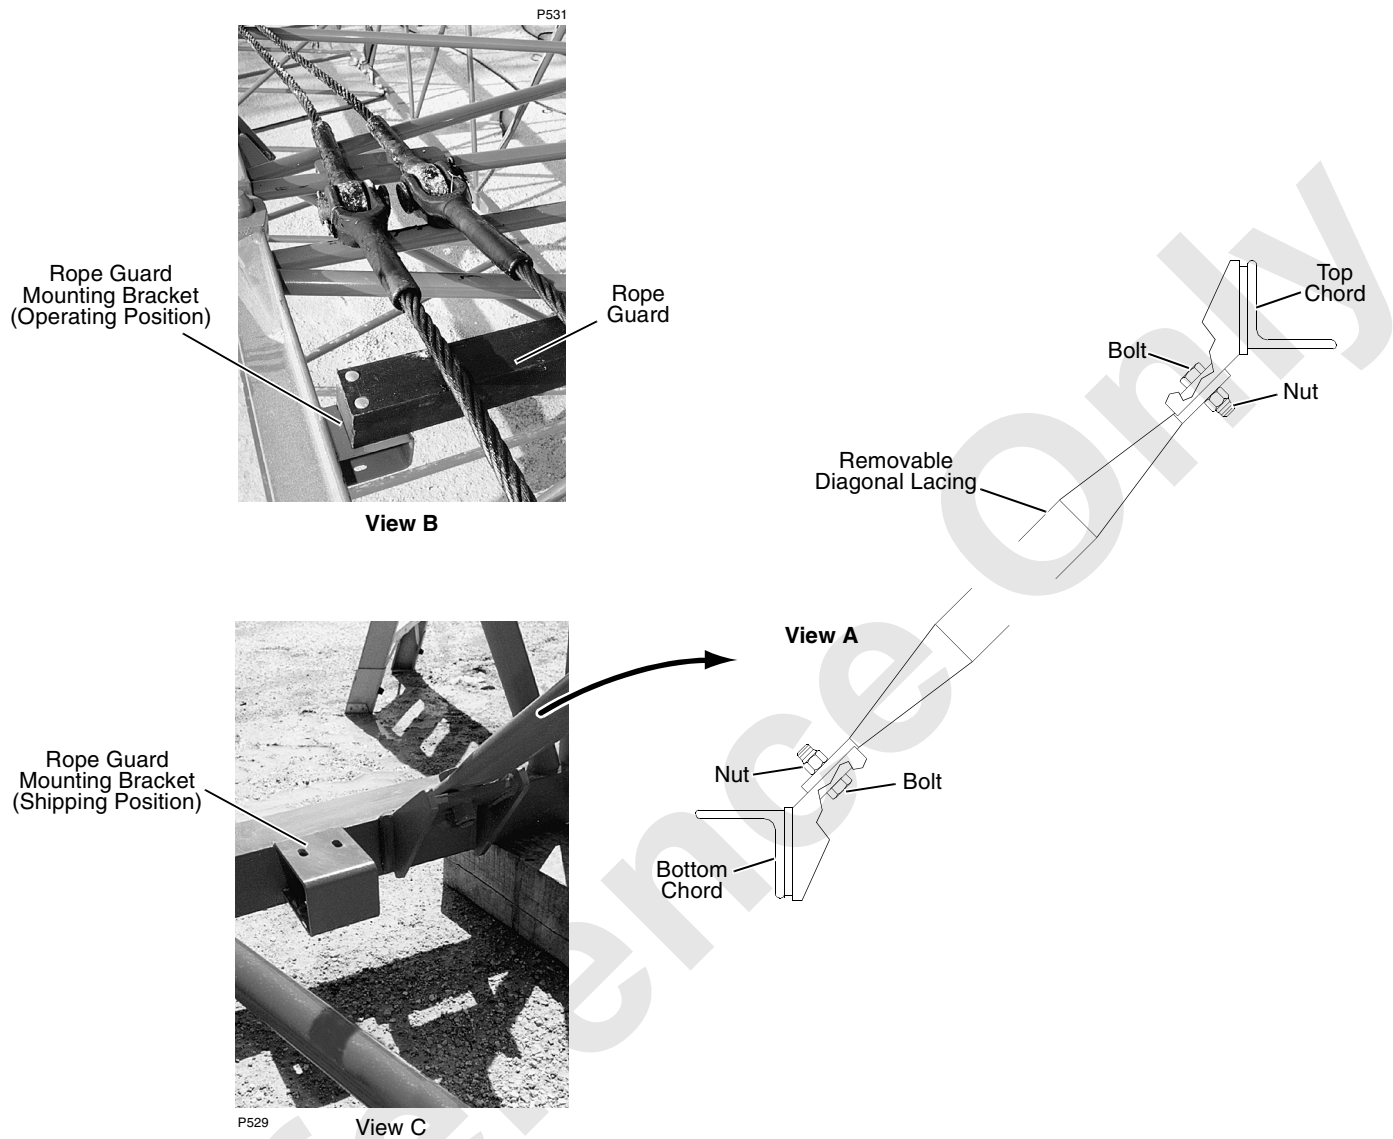 P531
Rope Guard
Mounting Bracket
(Operating Position)
Rope
Guard
View B
Top
Chord
Bolt
Nut
Removable
Diagonal Lacing
View A
Rope Guard
Mounting Bracket
(Shipping Position)
Nut
Bolt
Bottom
Chord
P529
View C
Reference Only